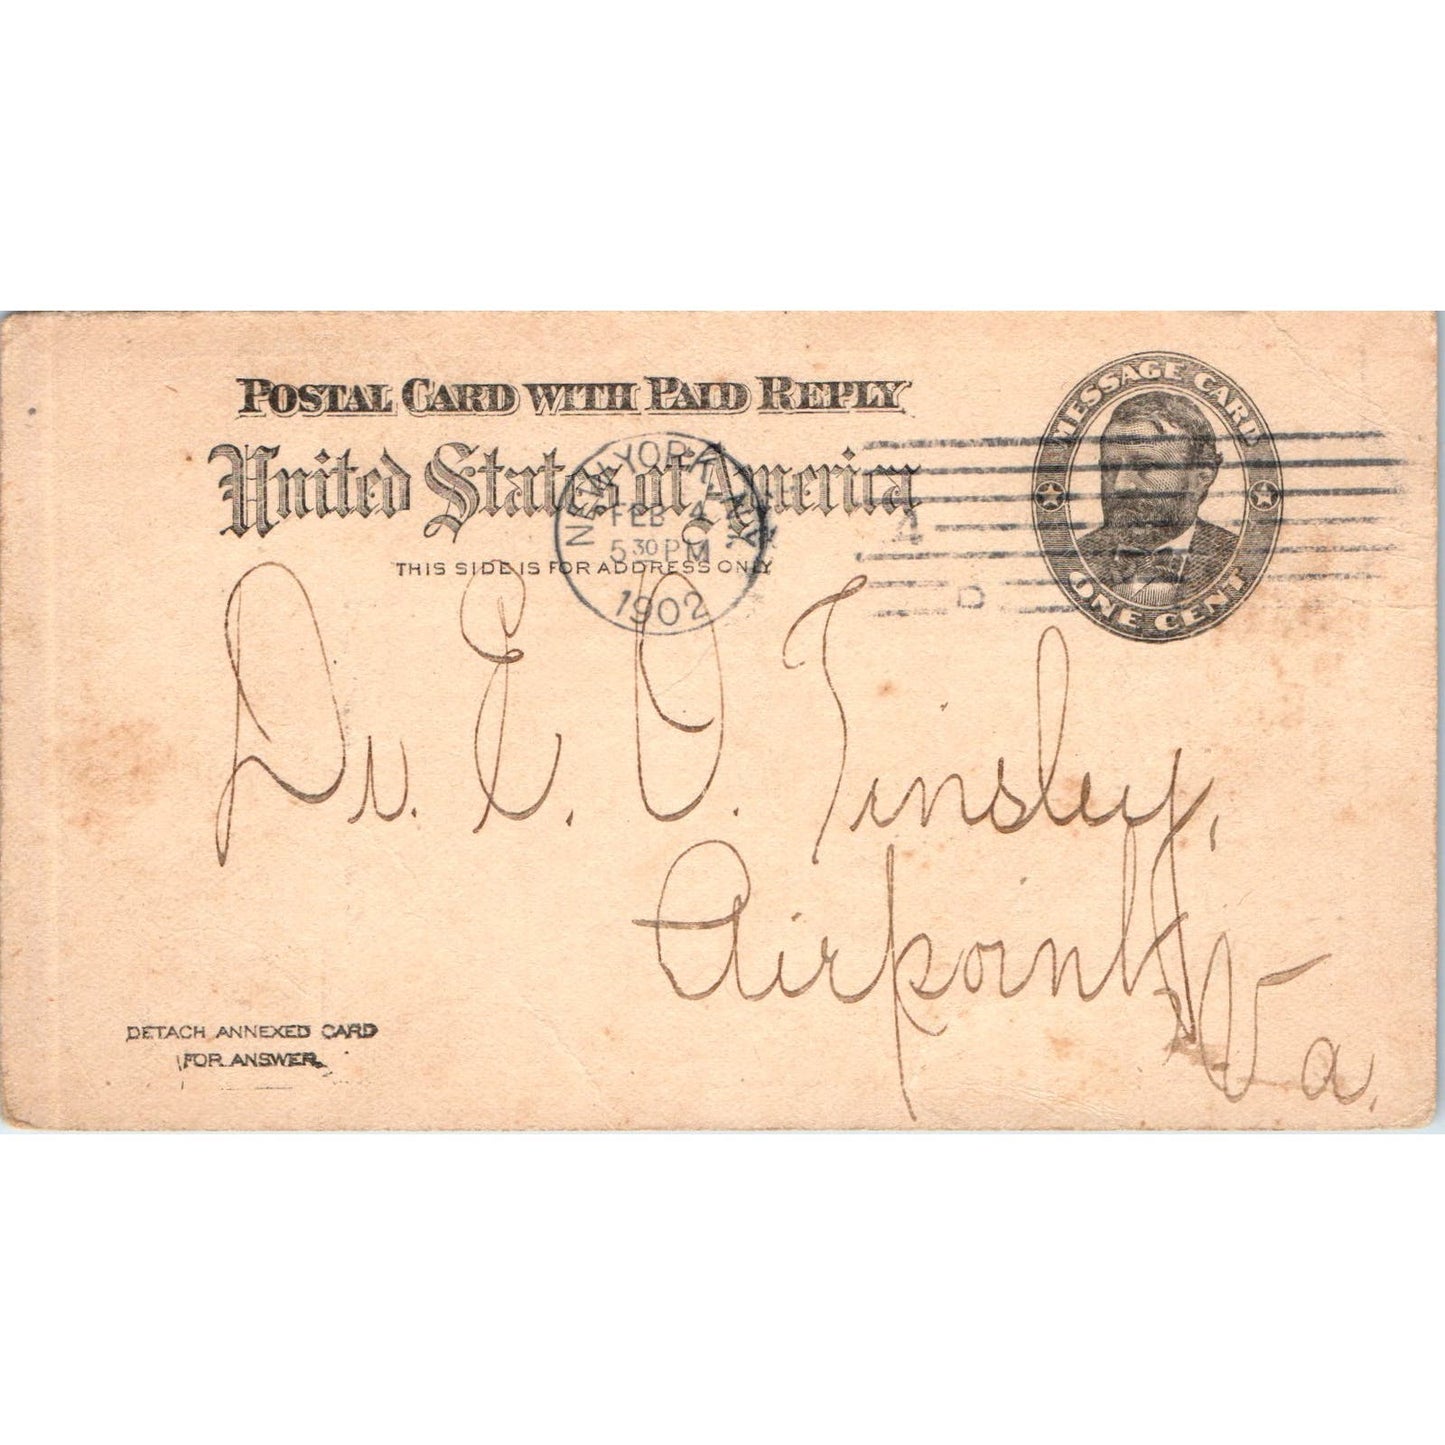 POSTAL CARD WITH PAID REPLY
United States of America
THIS SIDE IS FOR ADDRESS ONLY
MESSAGE CARD
ONE CENT
NEW YORK, N.Y.
FEB 4
5 30 PM
1902
A
D
Dr. E. O. Tinsley,
Airpoint,
Va.
DETACH ANNEXED CARD
FOR ANSWER.